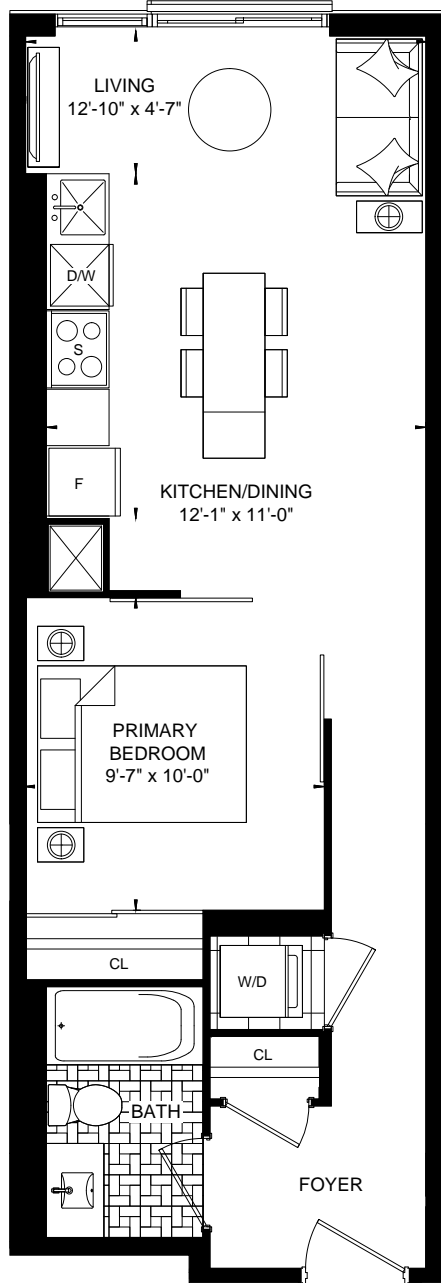 LIVING
12'-10" x 4'-7"
D/W
S
F
KITCHEN/DINING
12'-1" x 11'-0"
PRIMARY
BEDROOM
9'-7" x 10'-0"
CL
W/D
CL
BATH
FOYER